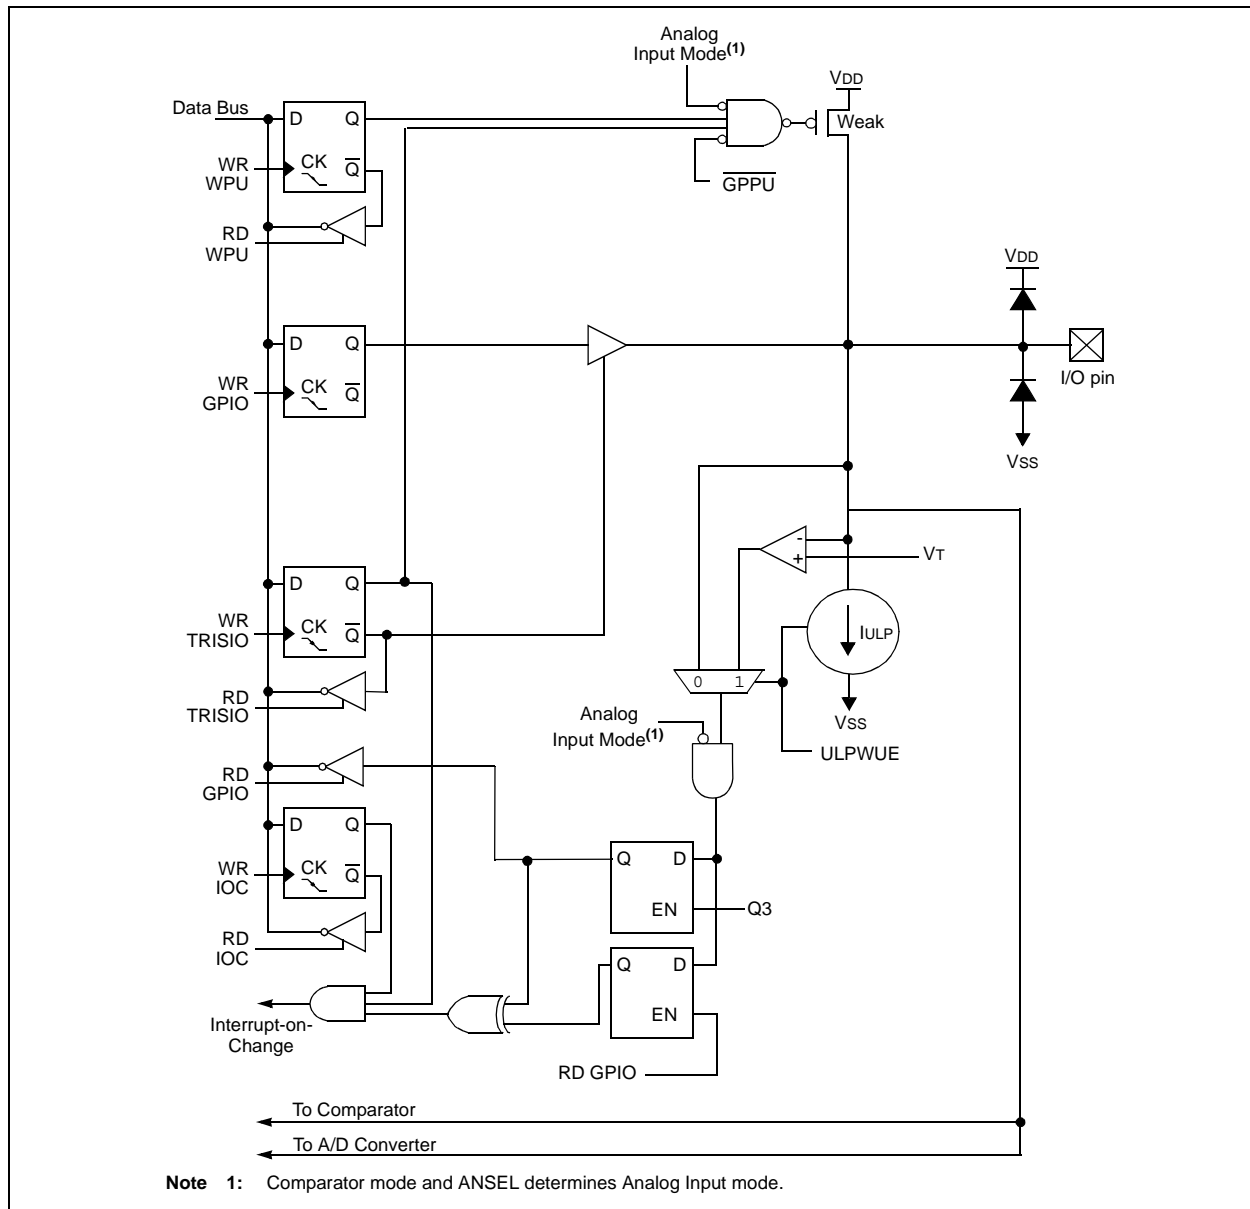 Analog
Input Mode(1)
VDD
Data Bus
D Q
Weak
WR
WPU
CK Q
GPPU
RD
WPU
VDD
D Q
I/O pin
WR
GPIO
CK Q
VSS
-
+
VT
D Q
WR
TRISIO
CK Q
IULP
0 1
RD
TRISIO
VSS
Analog
Input Mode(1)
ULPWUE
RD
GPIO
D Q
Q D
WR
IOC
CK Q
EN
Q3
RD
IOC
Q D
Interrupt-on-
Change
EN
RD GPIO
To Comparator
To A/D Converter
Note 1: Comparator mode and ANSEL determines Analog Input mode.